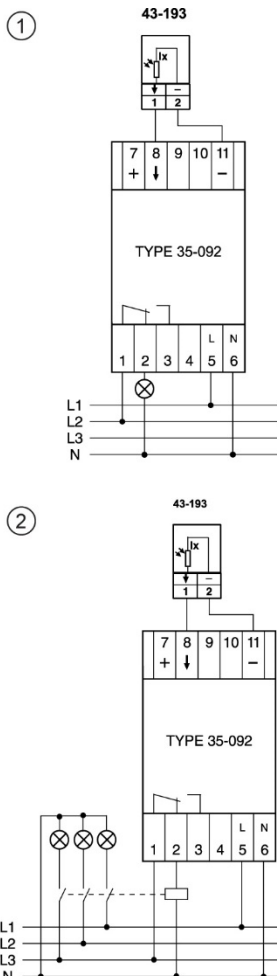 1
43-193
lx
–
1 2
7 8 9 10 11
+ ↓ –
TYPE 35-092
L N
1 2 3 4 5 6
L1
L2
L3
N
2
43-193
lx
–
1 2
7 8 9 10 11
+ ↓ –
TYPE 35-092
L N
1 2 3 4 5 6
L1
L2
L3
N